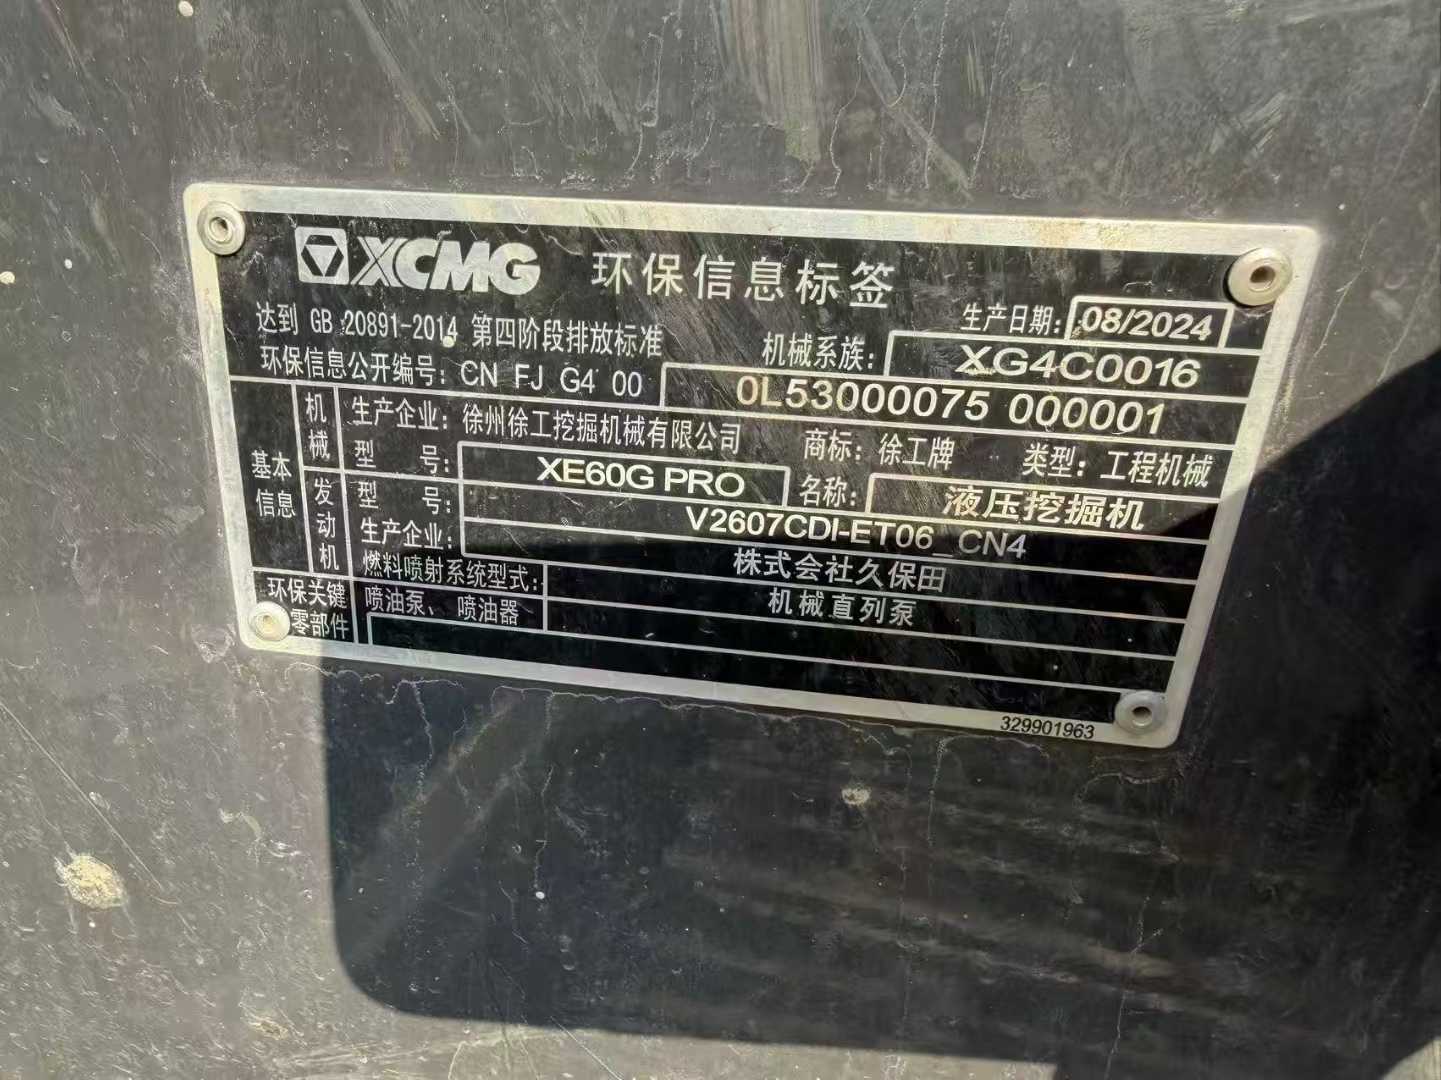 XCMG 环保信息标签
达到 GB 20891-2014 第四阶段排放标准 生产日期: 08/2024
机械系族: XG4C0016
环保信息公开编号: CN FJ G4 00 0L53000075 000001
基本信息
机械
生产企业: 徐州徐工挖掘机械有限公司 商标: 徐工牌 类型: 工程机械
型 号: XE60G PRO 名称: 液压挖掘机
发动机
型 号: V2607CDI-ET06_CN4
生产企业: 株式会社久保田
环保关键零部件
燃料喷射系统型式: 机械直列泵
喷油泵、喷油器
329901963